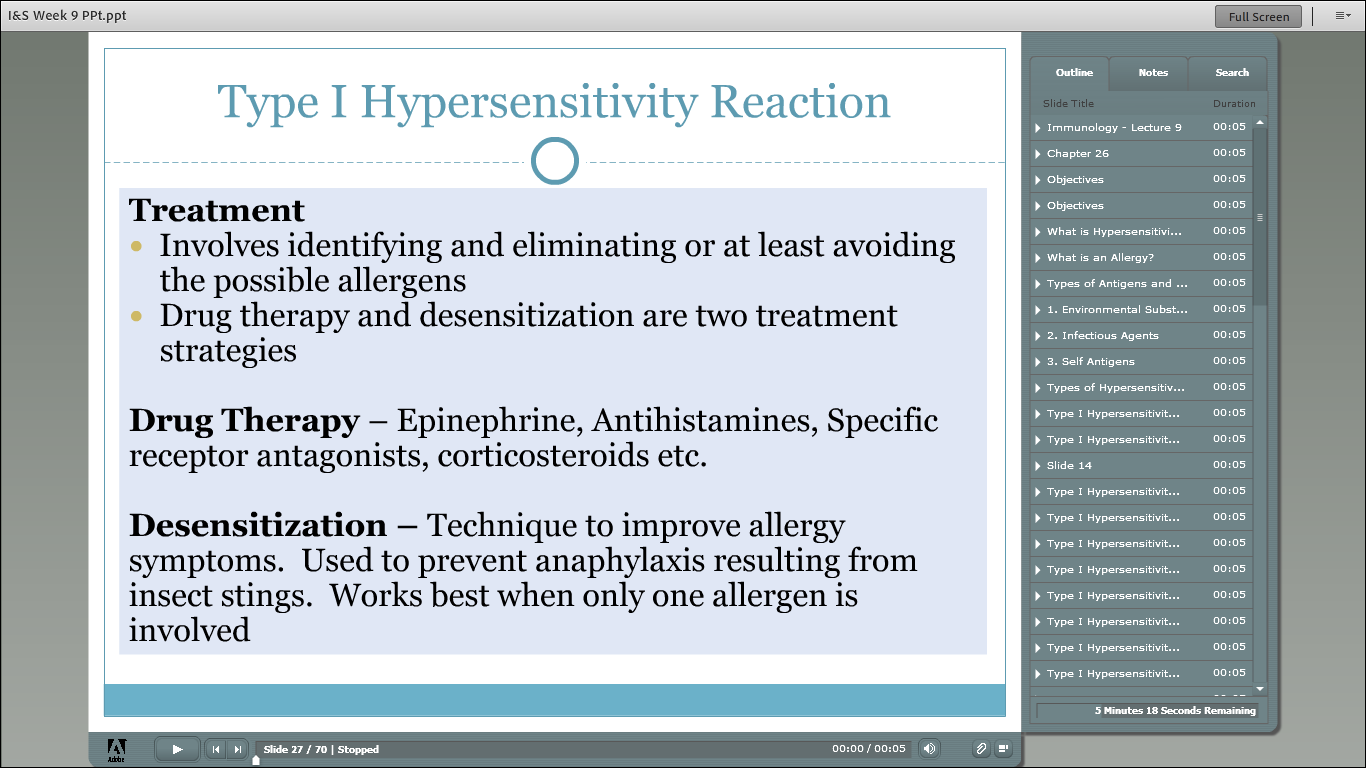 I&S Week 9 PPt.ppt
Full Screen
Type I Hypersensitivity Reaction
Treatment
• Involves identifying and eliminating or at least avoiding
the possible allergens
• Drug therapy and desensitization are two treatment
strategies
Drug Therapy – Epinephrine, Antihistamines, Specific
receptor antagonists, corticosteroids etc.
Desensitization – Technique to improve allergy
symptoms.  Used to prevent anaphylaxis resulting from
insect stings.  Works best when only one allergen is
involved
Outline Notes Search
Slide Title Duration
Immunology - Lecture 9 00:05
Chapter 26 00:05
Objectives 00:05
Objectives 00:05
What is Hypersensitivi... 00:05
What is an Allergy? 00:05
Types of Antigens and ... 00:05
1. Environmental Subst... 00:05
2. Infectious Agents 00:05
3. Self Antigens 00:05
Types of Hypersensitiv... 00:05
Type I Hypersensitivit... 00:05
Type I Hypersensitivit... 00:05
Slide 14 00:05
Type I Hypersensitivit... 00:05
Type I Hypersensitivit... 00:05
Type I Hypersensitivit... 00:05
Type I Hypersensitivit... 00:05
Type I Hypersensitivit... 00:05
Type I Hypersensitivit... 00:05
Type I Hypersensitivit... 00:05
Type I Hypersensitivit... 00:05
5 Minutes 18 Seconds Remaining
Adobe
Slide 27 / 70 | Stopped
00:00 / 00:05